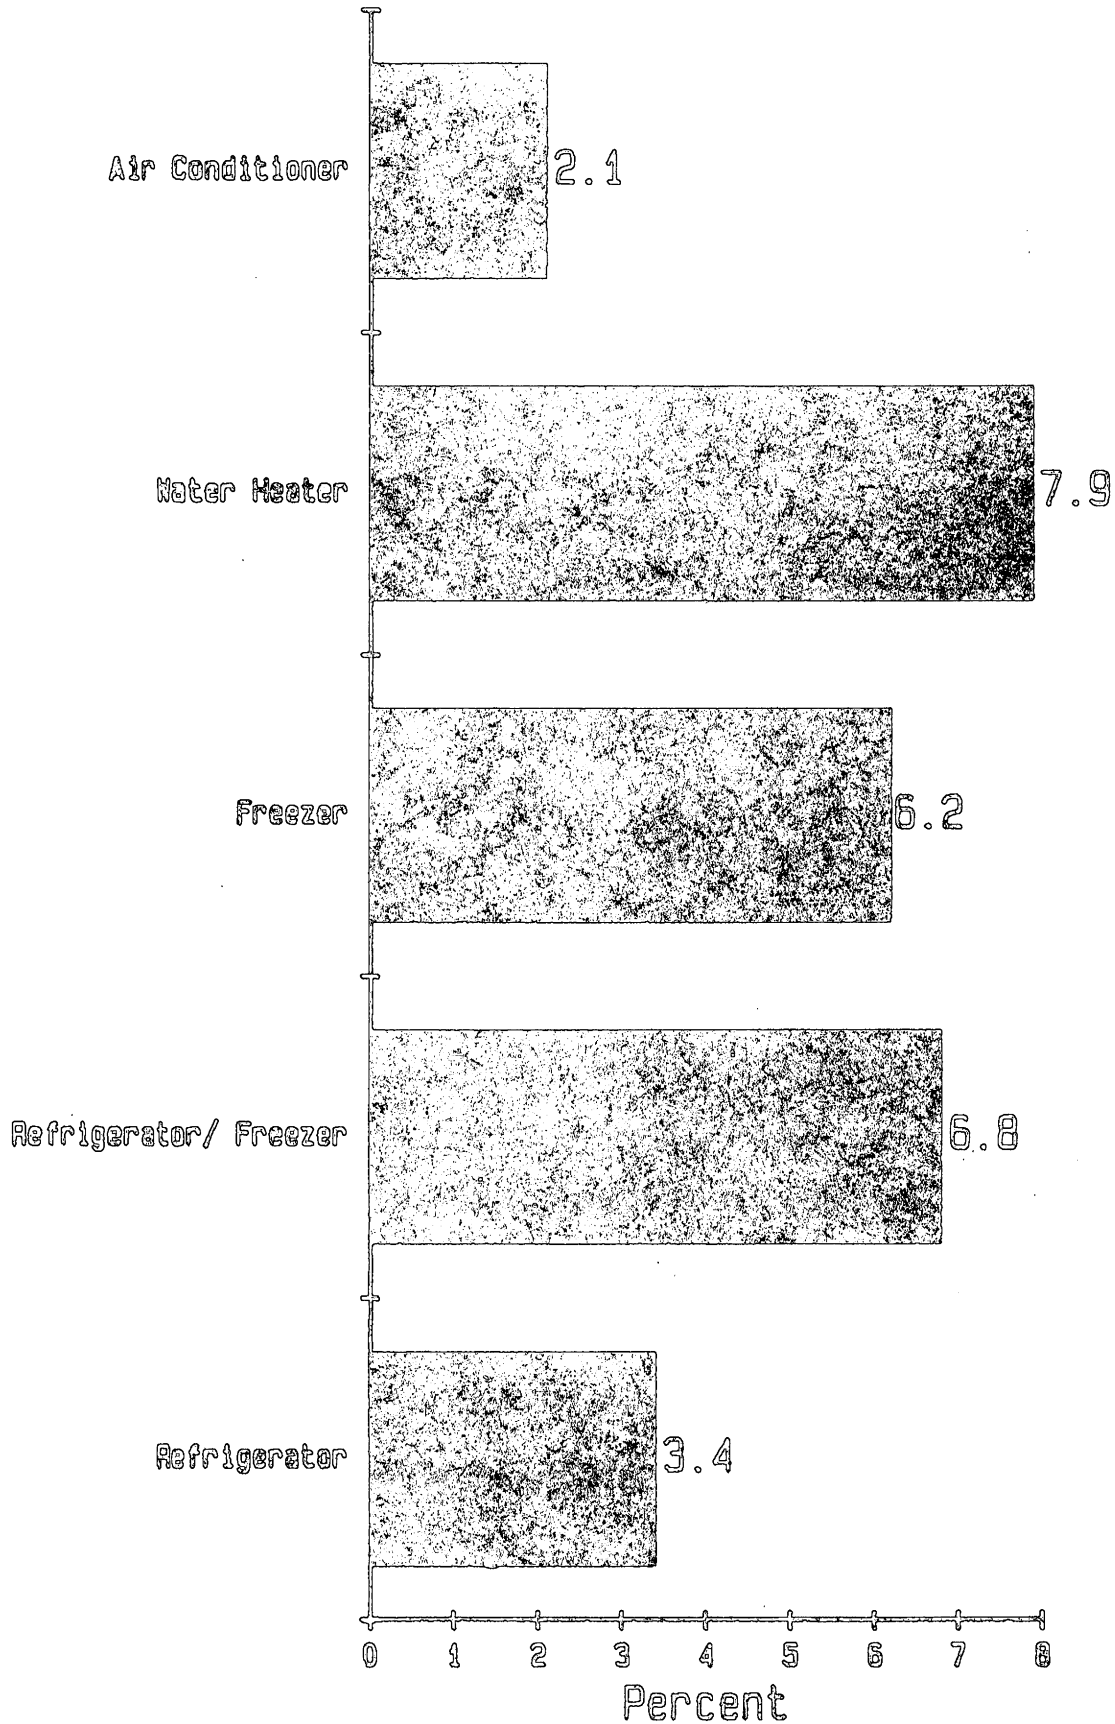 Air Conditioner
2.1
Water Heater
7.9
Freezer
6.2
Refrigerator/ Freezer
6.8
Refrigerator
3.4
0 1 2 3 4 5 6 7 8
Percent